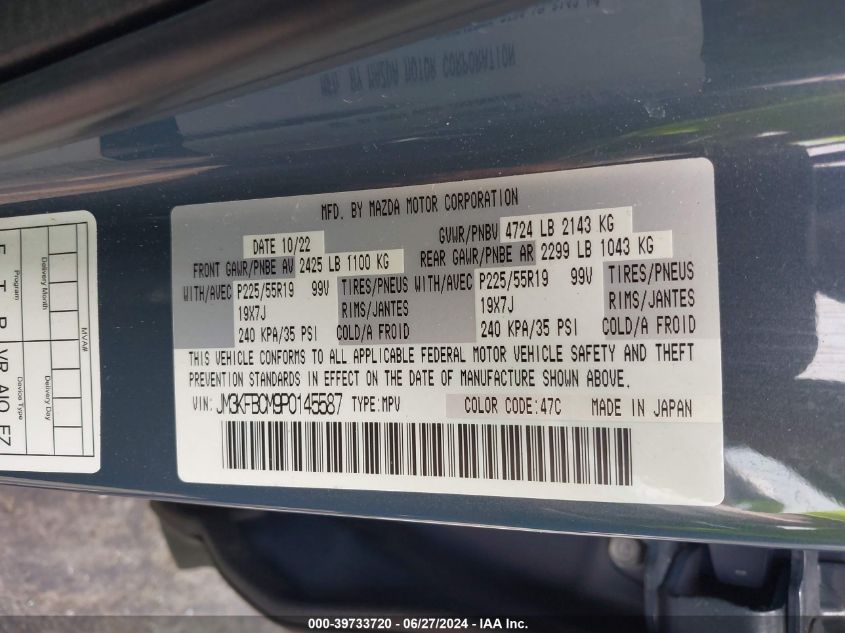 MFD. BY MAZDA MOTOR CORPORATION
DATE 10/22 GVWR/PNBV 4724 LB 2143 KG
FRONT GAWR/PNBE AV 2425 LB 1100 KG REAR GAWR/PNBE AR 2299 LB 1043 KG
WITH/AVEC P225/55R19 99V TIRES/PNEUS WITH/AVEC P225/55R19 99V TIRES/PNEUS
19X7J RIMS/JANTES 19X7J RIMS/JANTES
240 KPA/35 PSI COLD/A FROID 240 KPA/35 PSI COLD/A FROID
THIS VEHICLE CONFORMS TO ALL APPLICABLE FEDERAL MOTOR VEHICLE SAFETY AND THEFT
PREVENTION STANDARDS IN EFFECT ON THE DATE OF MANUFACTURE SHOWN ABOVE.
VIN: JM3KFBCM9P0145587 TYPE:MPV COLOR CODE:47C MADE IN JAPAN
Delivery Month
Program
MVA#
Delivery Day
Device Type
000-39733720 - 06/27/2024 - IAA Inc.